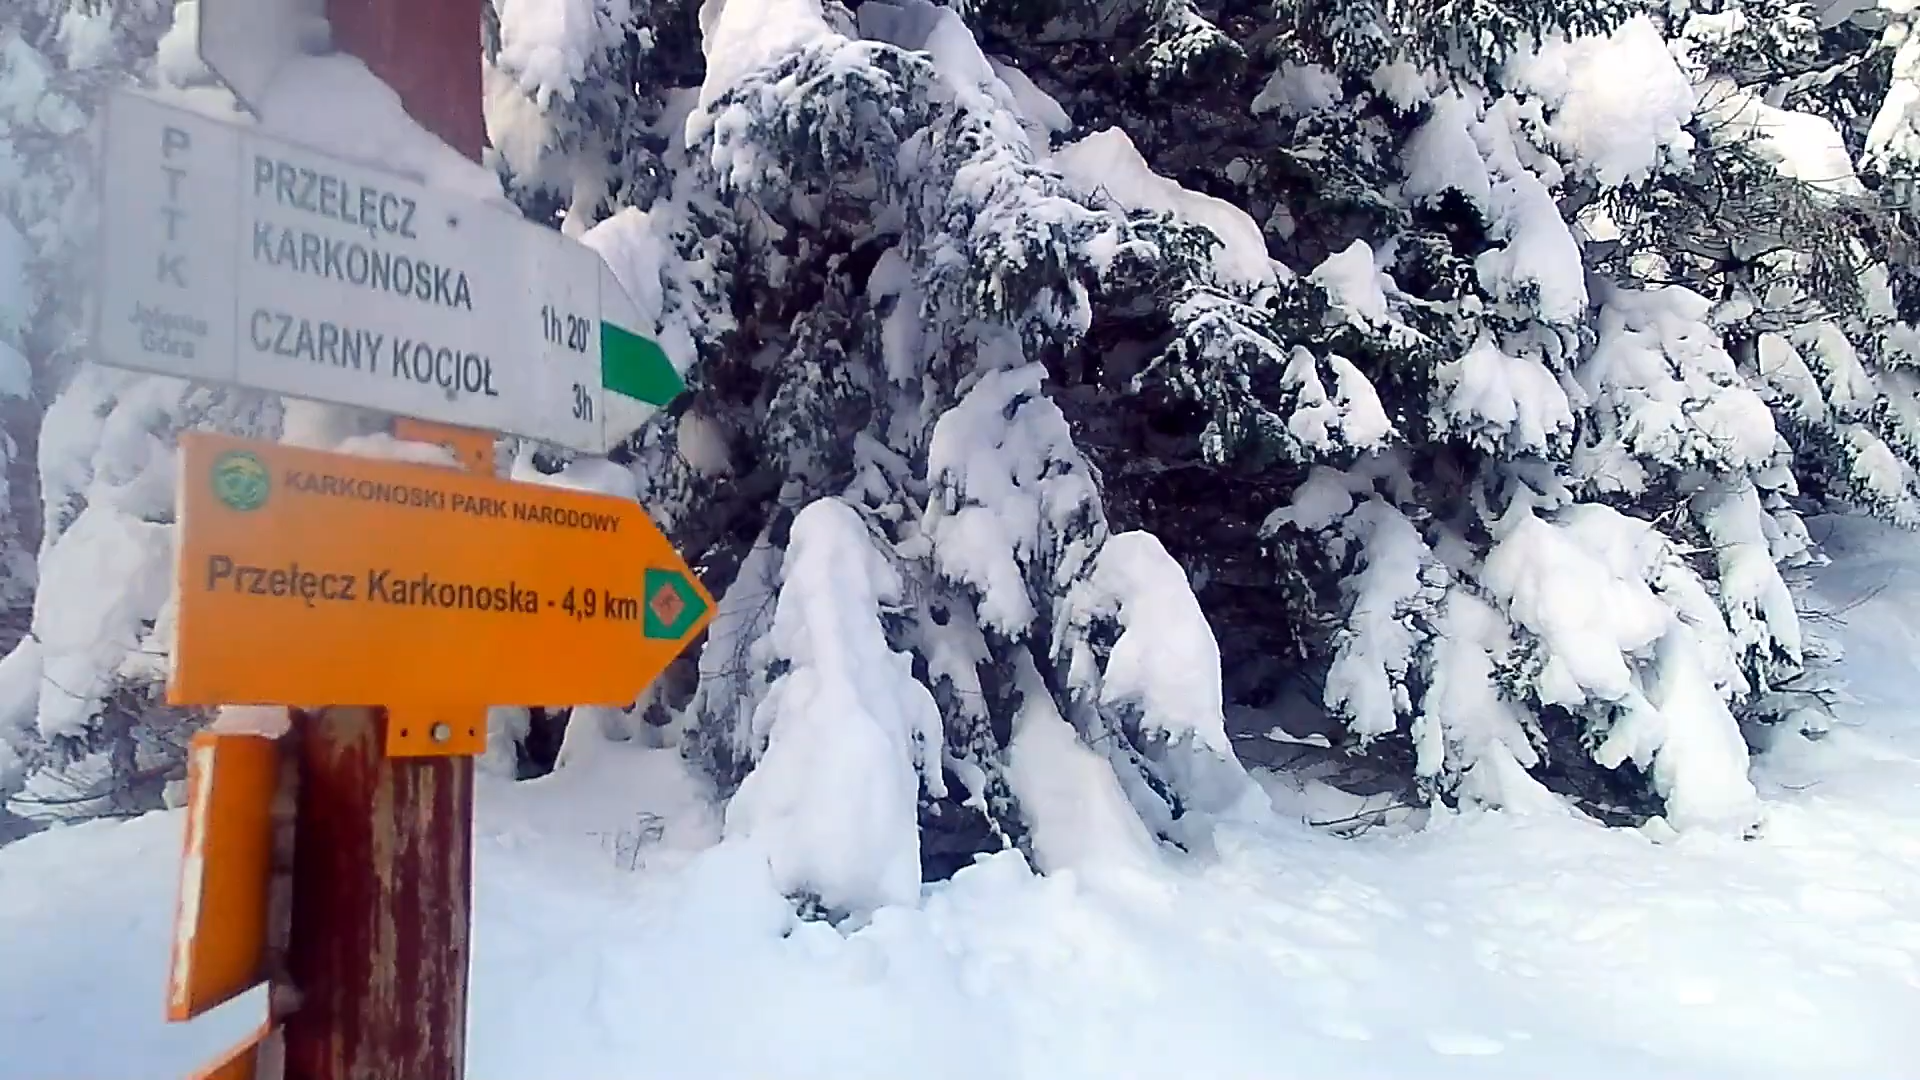 PTTK
Jelenia
Góra
PRZEŁĘCZ
KARKONOSKA 1h 20'
CZARNY KOCIOŁ 3h
KARKONOSKI PARK NARODOWY
Przełęcz Karkonoska - 4,9 km